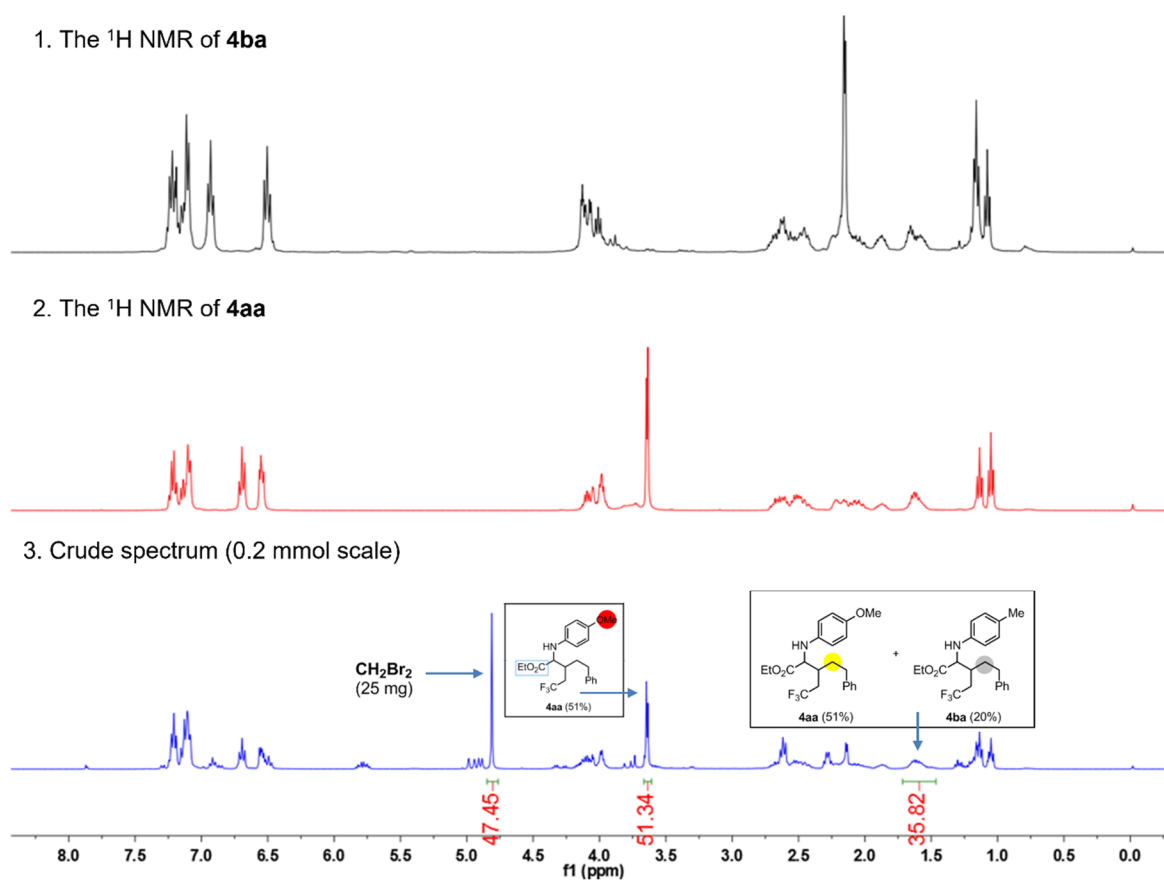 1. The ¹H NMR of 4ba
2. The ¹H NMR of 4aa
3. Crude spectrum (0.2 mmol scale)
CH₂Br₂
(25 mg)
OMe
HN
EtO₂C
F₃C
Ph
4aa (51%)
OMe
HN
EtO₂C
F₃C
Ph
4aa (51%)
+
Me
HN
EtO₂C
F₃C
Ph
4ba (20%)
47.45
51.34
35.82
8.0 7.5 7.0 6.5 6.0 5.5 5.0 4.5 4.0 3.5 3.0 2.5 2.0 1.5 1.0 0.5 0.0
f1 (ppm)